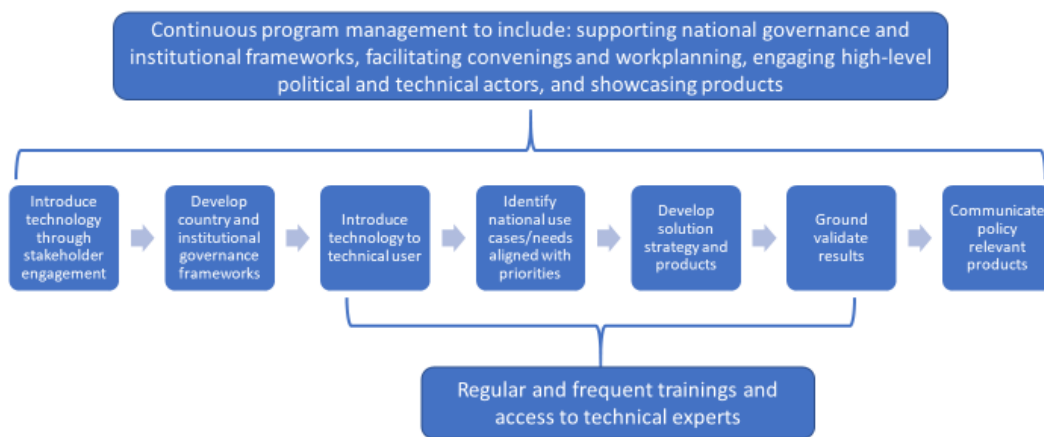 Continuous program management to include: supporting national governance and
institutional frameworks, facilitating convenings and workplanning, engaging high-level
political and technical actors, and showcasing products
Introduce
technology
through
stakeholder
engagement
Develop
country and
institutional
governance
frameworks
Introduce
technology to
technical user
Identify
national use
cases/needs
aligned with
priorities
Develop
solution
strategy and
products
Ground
validate
results
Communicate
policy
relevant
products
Regular and frequent trainings and
access to technical experts